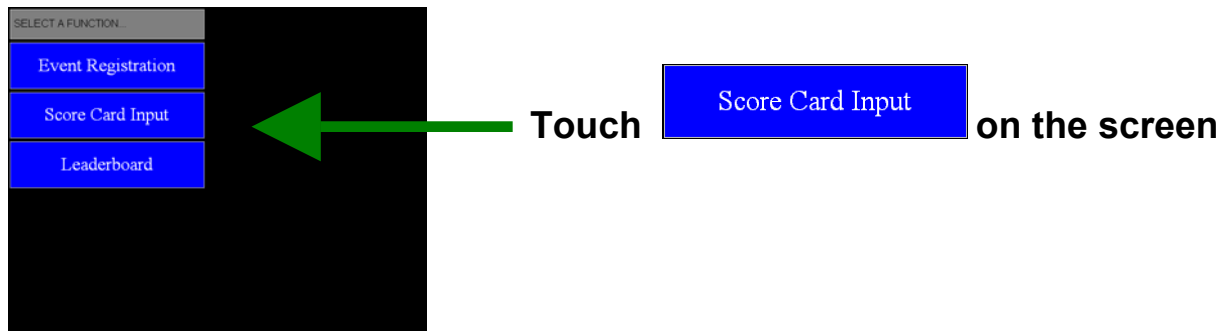 SELECT A FUNCTION...
Event Registration
Score Card Input
Leaderboard
Touch Score Card Input on the screen